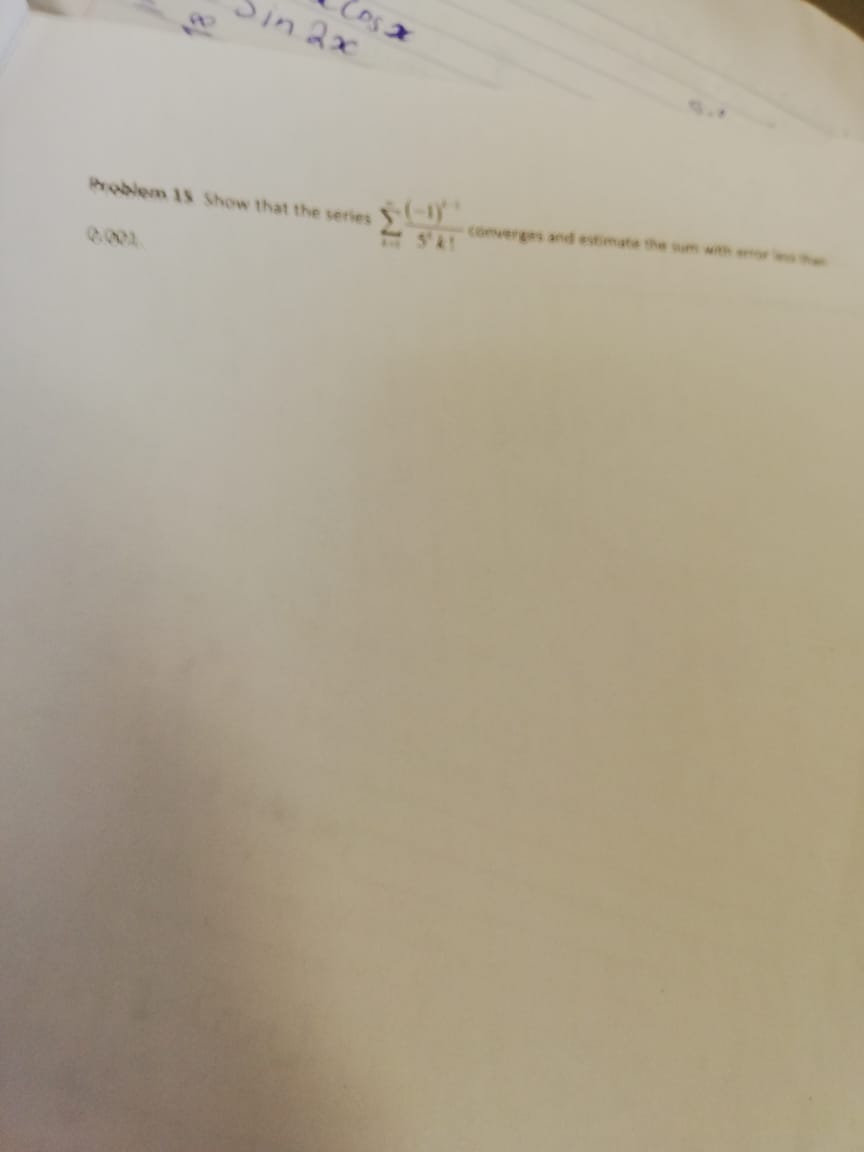 Cos x
Sin 2x
∞
Problem 15 Show that the series \sum_{k=1}^{\infty} \frac{(-1)^{k-1}}{5^k k!} converges and estimate the sum with error less than
0.001.